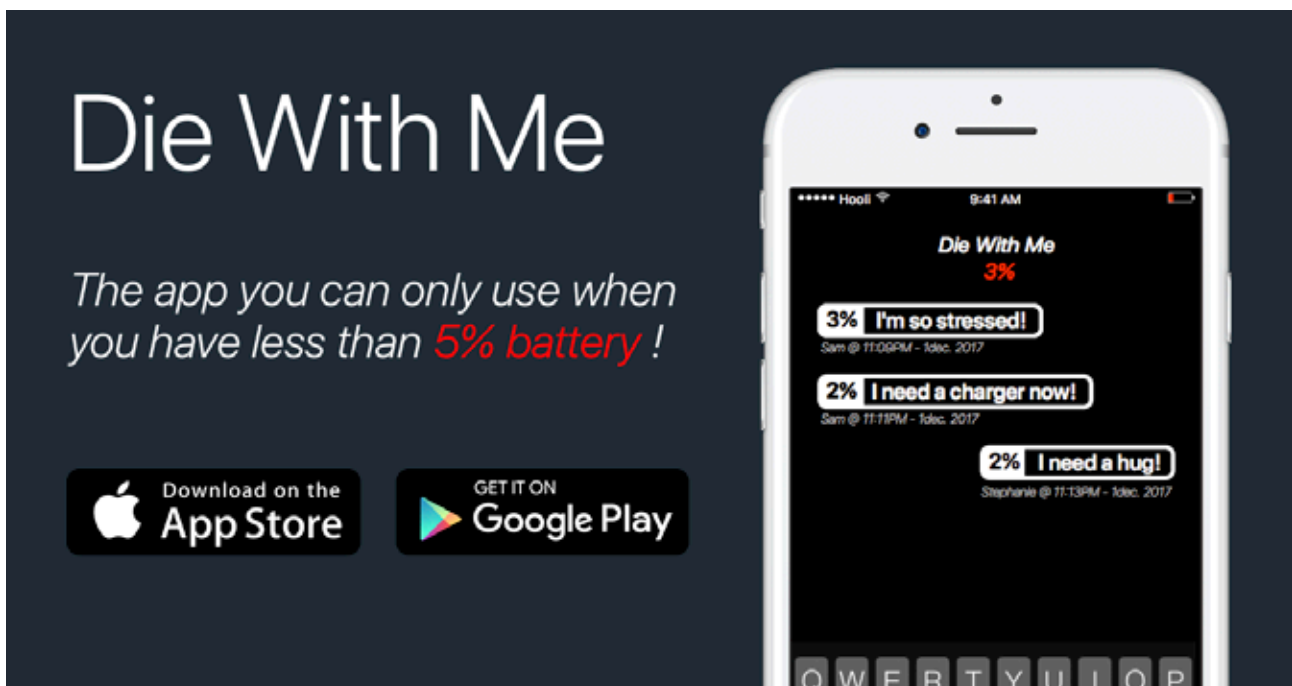 Die With Me
The app you can only use when
you have less than 5% battery !
Download on the
App Store
GET IT ON
Google Play
Hooli
9:41 AM
Die With Me
3%
3% I'm so stressed!
Sam @ 11:09PM - 1dec. 2017
2% I need a charger now!
Sam @ 11:11PM - 1dec. 2017
2% I need a hug!
Stephanie @ 11:13PM - 1dec. 2017
Q W E R T Y U I O P